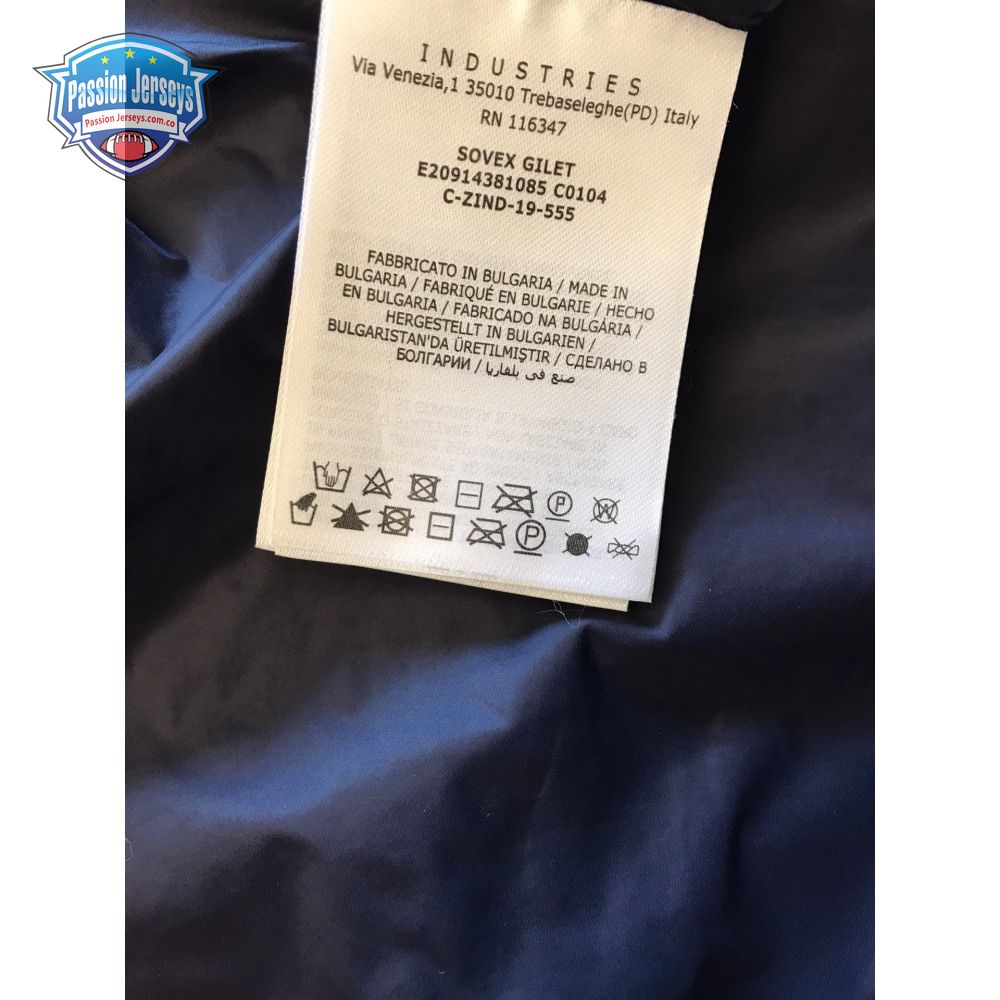 Passion Jerseys
Passion Jerseys.com.co
INDUSTRIES
Via Venezia,1 35010 Trebaseleghe(PD) Italy
RN 116347
SOVEX GILET
E20914381085 C0104
C-ZIND-19-555
FABBRICATO IN BULGARIA / MADE IN
BULGARIA / FABRIQUÉ EN BULGARIE / HECHO
EN BULGARIA / FABRICADO NA BULGÁRIA /
HERGESTELLT IN BULGARIEN /
BULGARISTAN'DA ÜRETILMIŞTIR / СДЕЛАНО В
БОЛГАРИИ / صنع في بلغاريا
P W
P